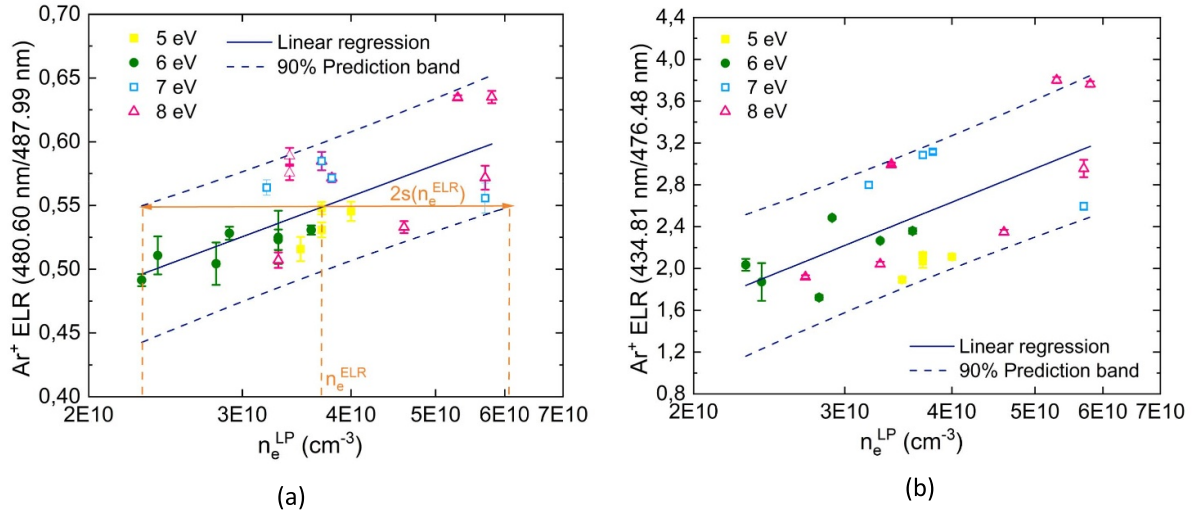 0,70
0,65
0,60
0,55
0,50
0,45
0,40
Ar⁺ ELR (480.60 nm/487.99 nm)
5 eV
6 eV
7 eV
8 eV
Linear regression
90% Prediction band
2s(nₑᴱᴸᴿ)
nₑᴱᴸᴿ
2E10 3E10 4E10 5E10 6E10 7E10
nₑᴸᴾ (cm⁻³)
(a)
4,4
4,0
3,6
3,2
2,8
2,4
2,0
1,6
1,2
0,8
Ar⁺ ELR (434.81 nm/476.48 nm)
5 eV
6 eV
7 eV
8 eV
Linear regression
90% Prediction band
2E10 3E10 4E10 5E10 6E10 7E10
nₑᴸᴾ (cm⁻³)
(b)